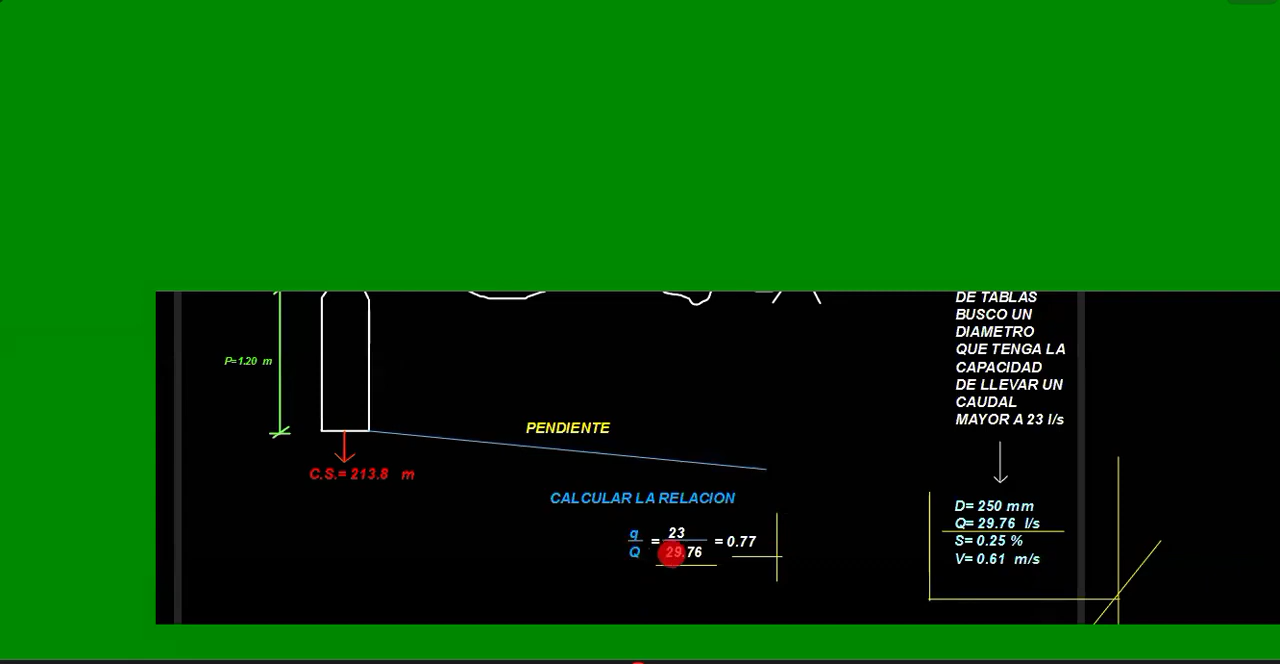 DE TABLAS
BUSCO UN
DIAMETRO
QUE TENGA LA
CAPACIDAD
DE LLEVAR UN
CAUDAL
MAYOR A 23 l/s
P=1.20 m
PENDIENTE
C.S.= 213.8 m
CALCULAR LA RELACION
q = 23 = 0.77
Q 29.76
D= 250 mm
Q= 29.76 l/s
S= 0.25 %
V= 0.61 m/s